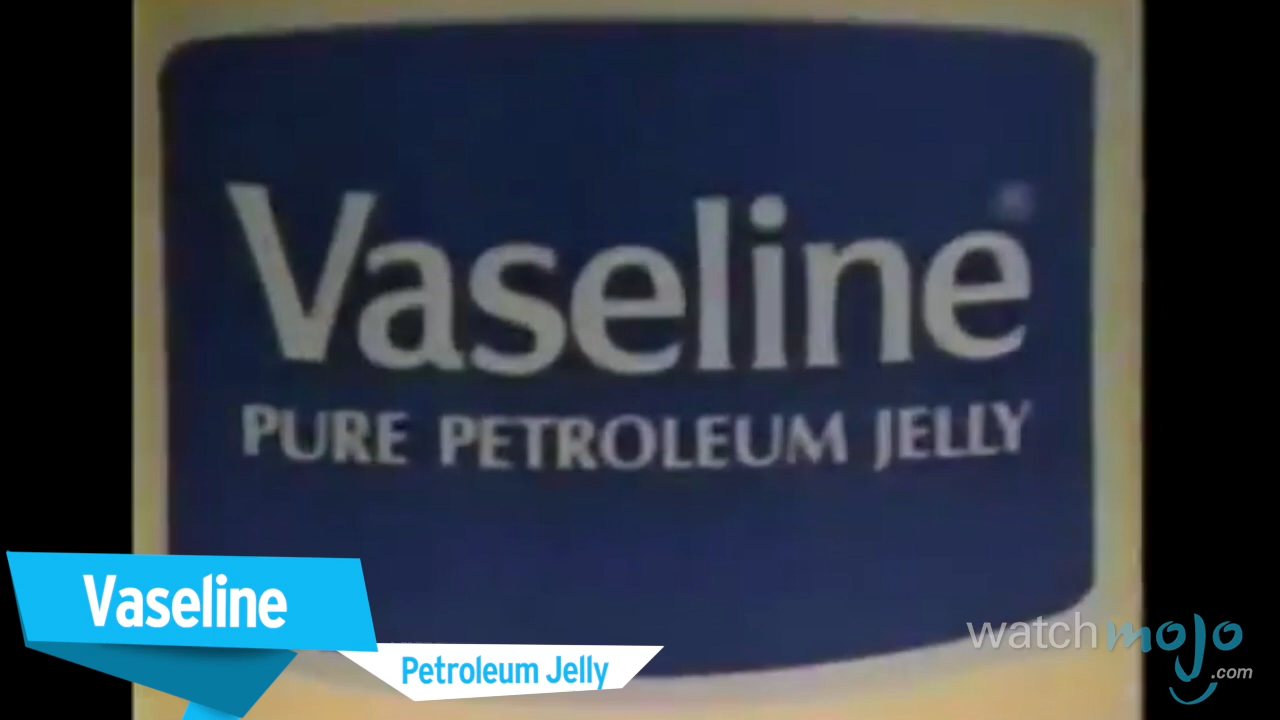 Vaseline®
PURE PETROLEUM JELLY
Vaseline
Petroleum Jelly
watchmojo
.com